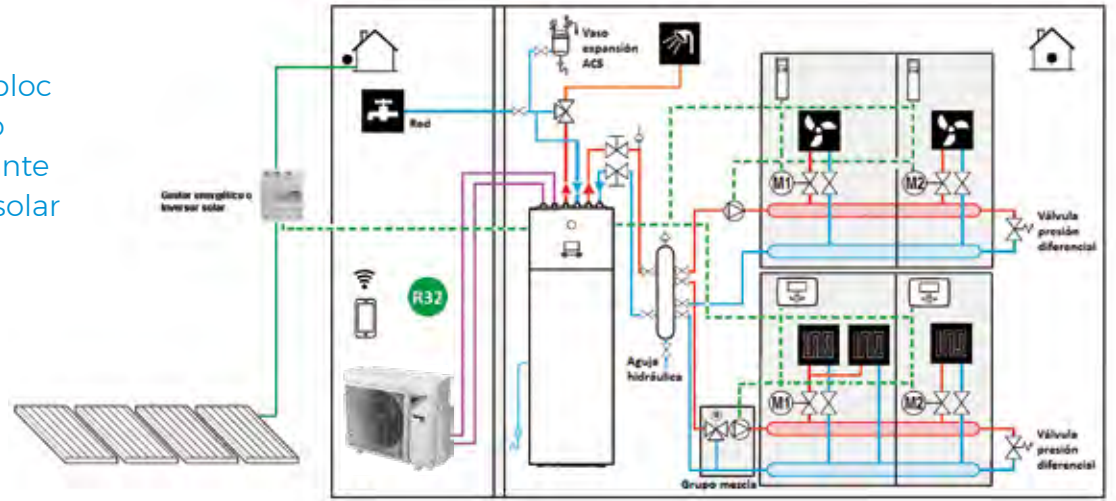 bloc
o
nte
solar
Gestor energético o
Inversor solar
Red
Vaso
expansión
ACS
R32
Aguja
hidráulica
Grupo mezcla
M1
M2
Válvula
presión
diferencial
M1
M2
Válvula
presión
diferencial